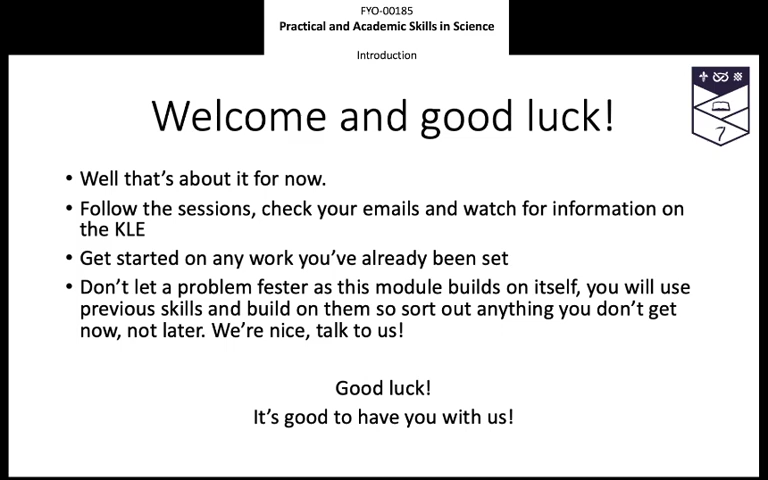 FYO-00185
Practical and Academic Skills in Science
Introduction
Welcome and good luck!
• Well that's about it for now.
• Follow the sessions, check your emails and watch for information on
the KLE
• Get started on any work you've already been set
• Don't let a problem fester as this module builds on itself, you will use
previous skills and build on them so sort out anything you don't get
now, not later. We're nice, talk to us!
Good luck!
It's good to have you with us!